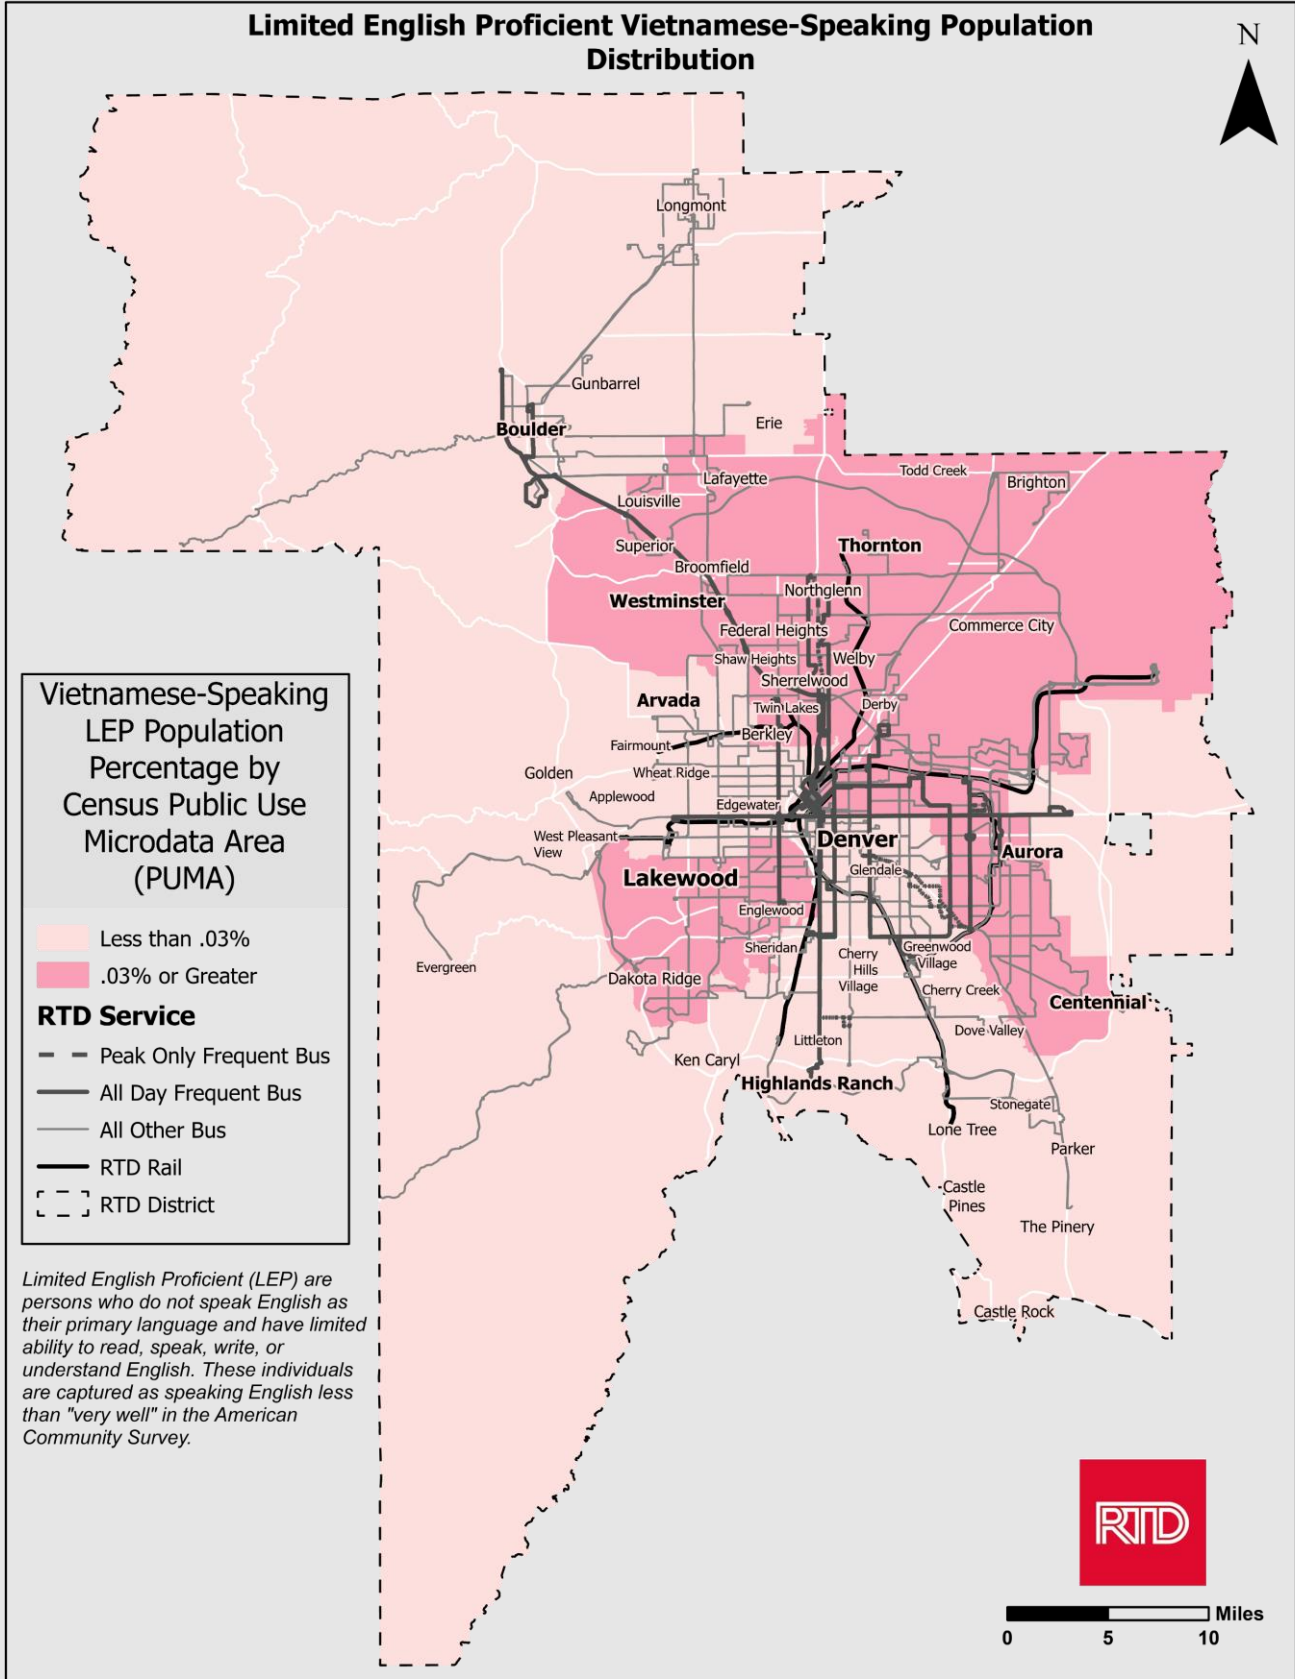 Limited English Proficient Vietnamese-Speaking Population
Distribution
N
Longmont
Gunbarrel
Boulder
Erie
Lafayette
Todd Creek
Brighton
Louisville
Superior
Thornton
Broomfield
Northglenn
Westminster
Federal Heights
Commerce City
Shaw Heights
Welby
Sherrelwood
Arvada
Twin Lakes
Derby
Fairmount
Berkley
Golden
Wheat Ridge
Applewood
Edgewater
West Pleasant
View
Denver
Aurora
Lakewood
Glendale
Englewood
Sheridan
Greenwood
Village
Cherry
Hills
Village
Evergreen
Dakota Ridge
Cherry Creek
Centennial
Dove Valley
Littleton
Ken Caryl
Highlands Ranch
Stonegate
Lone Tree
Parker
Castle
Pines
The Pinery
Castle Rock
Vietnamese-Speaking
LEP Population
Percentage by
Census Public Use
Microdata Area
(PUMA)
Less than .03%
.03% or Greater
RTD Service
Peak Only Frequent Bus
All Day Frequent Bus
All Other Bus
RTD Rail
RTD District
Limited English Proficient (LEP) are
persons who do not speak English as
their primary language and have limited
ability to read, speak, write, or
understand English. These individuals
are captured as speaking English less
than "very well" in the American
Community Survey.
RTD
Miles
0 5 10